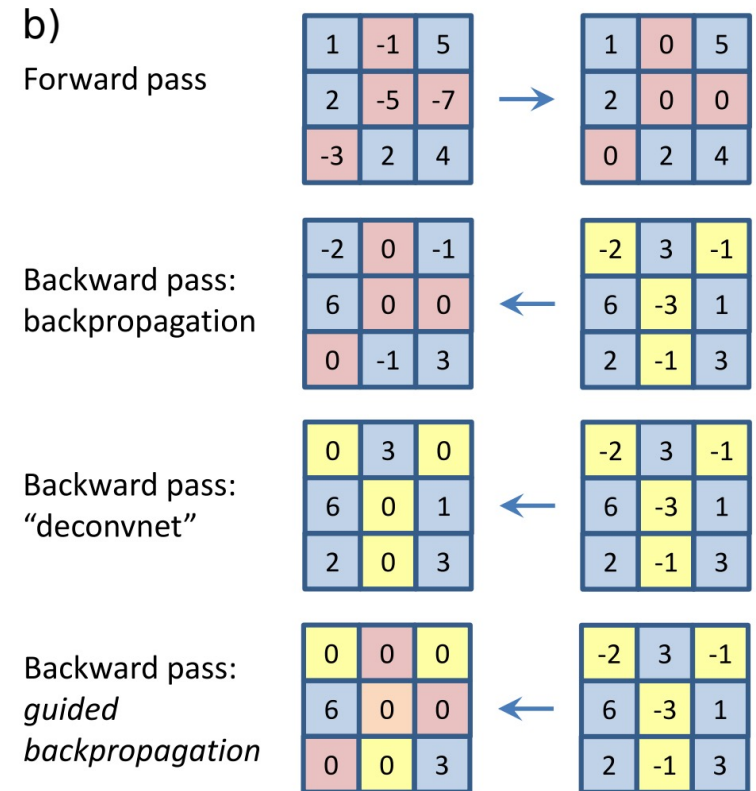 b)
Forward pass
1 -1 5 1 0 5
2 -5 -7 2 0 0
-3 2 4 0 2 4
Backward pass:
backpropagation
-2 0 -1 -2 3 -1
6 0 0 6 -3 1
0 -1 3 2 -1 3
Backward pass:
“deconvnet”
0 3 0 -2 3 -1
6 0 1 6 -3 1
2 0 3 2 -1 3
Backward pass:
guided
backpropagation
0 0 0 -2 3 -1
6 0 0 6 -3 1
0 0 3 2 -1 3